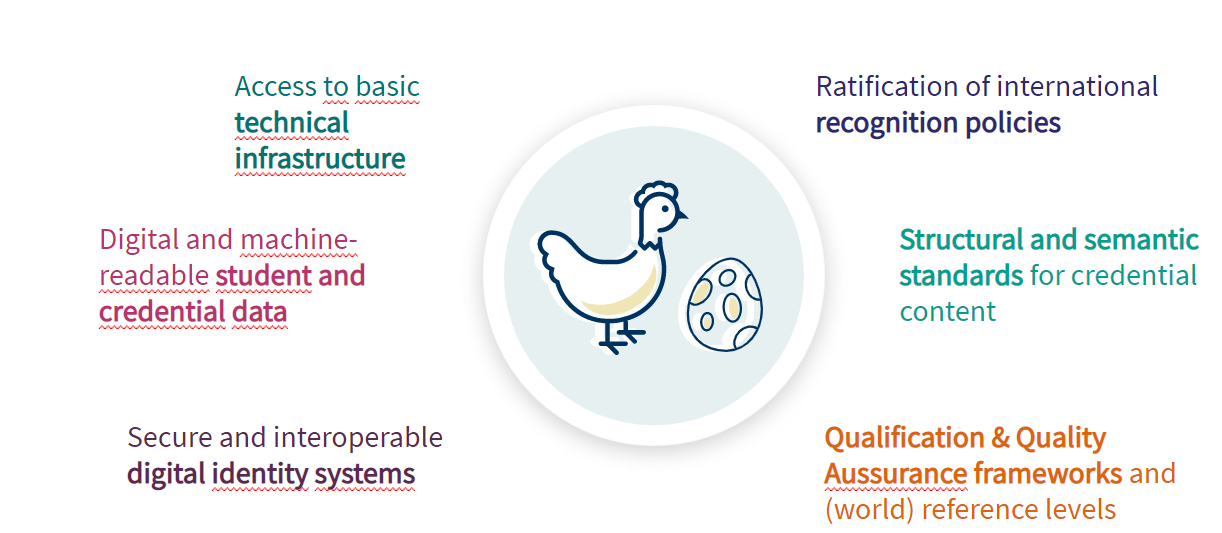 Access to basic
technical
infrastructure
Digital and machine-
readable student and
credential data
Secure and interoperable
digital identity systems
Ratification of international
recognition policies
Structural and semantic
standards for credential
content
Qualification & Quality
Aussurance frameworks and
(world) reference levels